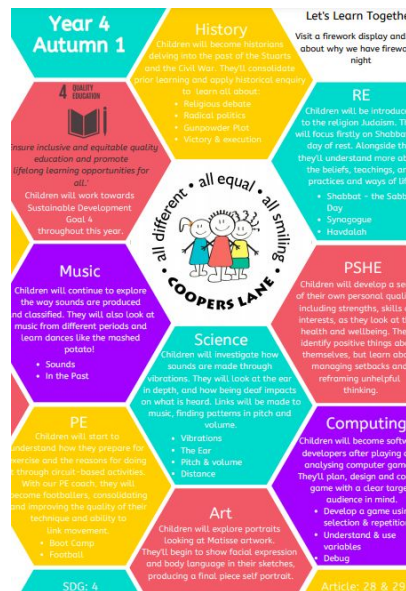 Year 4
Autumn 1
History
Children will become historians
delving into the past of the Stuarts
and the Civil War. They'll consolidate
prior learning and apply historical enquiry
to learn all about:
• Religious debate
• Radical politics
• Gunpowder Plot
• Victory & execution
Let's Learn Togethe
Visit a firework display and
about why we have firewo
night
4 QUALITY
EDUCATION
Ensure inclusive and equitable quality
education and promote
lifelong learning opportunities for
all.'
Children will work towards
Sustainable Development
Goal 4
throughout this year.
RE
Children will be introduce
to the religion Judaism. Th
will focus firstly on Shabbat
day of rest. Alongside th
they'll understand more ab
the beliefs, teachings, an
practices and ways of lif
• Shabbat - the Sabb
Day
• Synagogue
• Havdalah
all different • all equal • all smiling
• COOPERS LANE •
Music
Children will continue to explore
the way sounds are produced
and classified. They will also look at
music from different periods and
learn dances like the mashed
potato!
• Sounds
• In the Past
PSHE
Children will develop a se
of their own personal quali
including strengths, skills
interests, as they look at t
health and wellbeing. The
identify positive things abo
themselves, but learn abo
managing setbacks and
reframing unhelpful
thinking.
Science
Children will investigate how
sounds are made through
vibrations. They will look at the ear
in depth, and how being deaf impacts
on what is heard. Links will be made to
music, finding patterns in pitch and
volume.
• Vibrations
• The Ear
• Pitch & volume
• Distance
PE
Children will start to
understand how they prepare for
exercise and the reasons for doing
through circuit-based activities.
With our PE coach, they'll
become footballers, consolidating
and improving the quality of their
technique and ability to
link movement.
• Boot Camp
• Football
Computing
Children will become softw
developers after playing
analysing computer gam
They'll plan, design and co
game with a clear targe
audience in mind.
• Develop a game usin
selection & repetitio
• Understand & use
variables
• Debug
Art
Children will explore portraits
looking at Matisse artwork.
They'll begin to show facial expression
and body language in their sketches,
producing a final piece self portrait.
SDG: 4
Article: 28 & 29